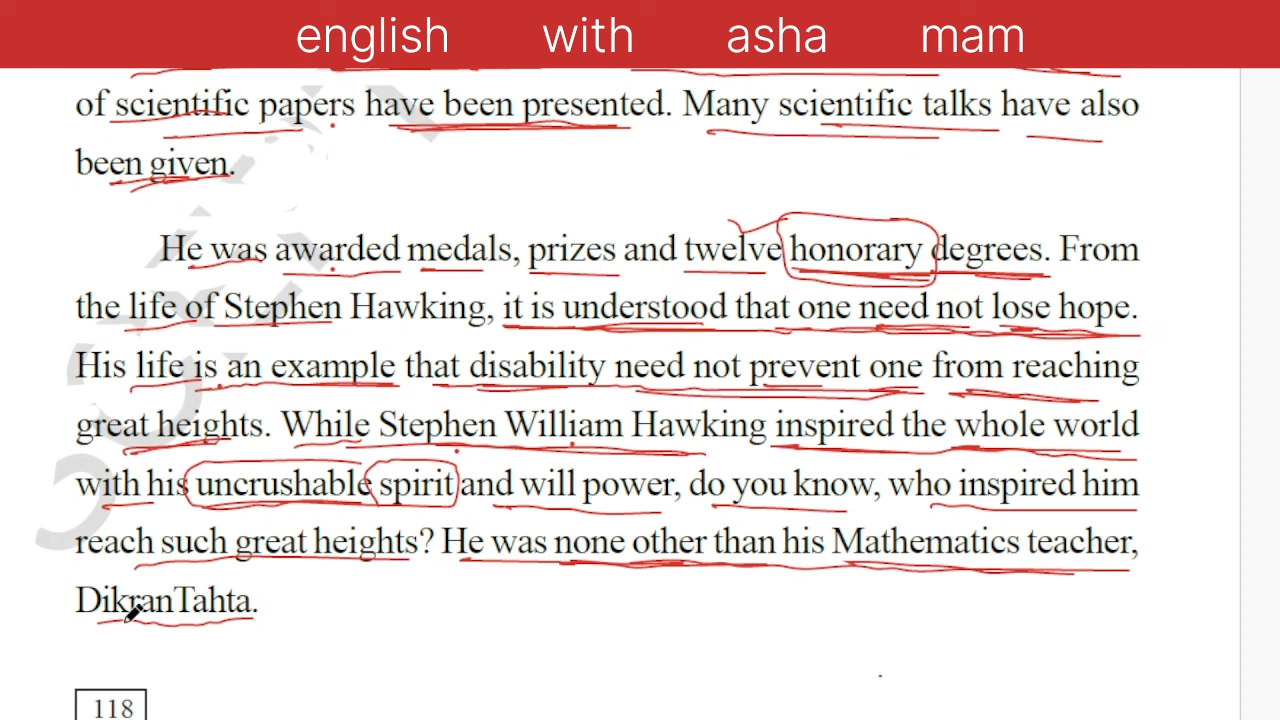 english with asha mam
of scientific papers have been presented. Many scientific talks have also
been given.
He was awarded medals, prizes and twelve honorary degrees. From
the life of Stephen Hawking, it is understood that one need not lose hope.
His life is an example that disability need not prevent one from reaching
great heights. While Stephen William Hawking inspired the whole world
with his uncrushable spirit and will power, do you know, who inspired him
reach such great heights? He was none other than his Mathematics teacher,
DikranTahta.
118